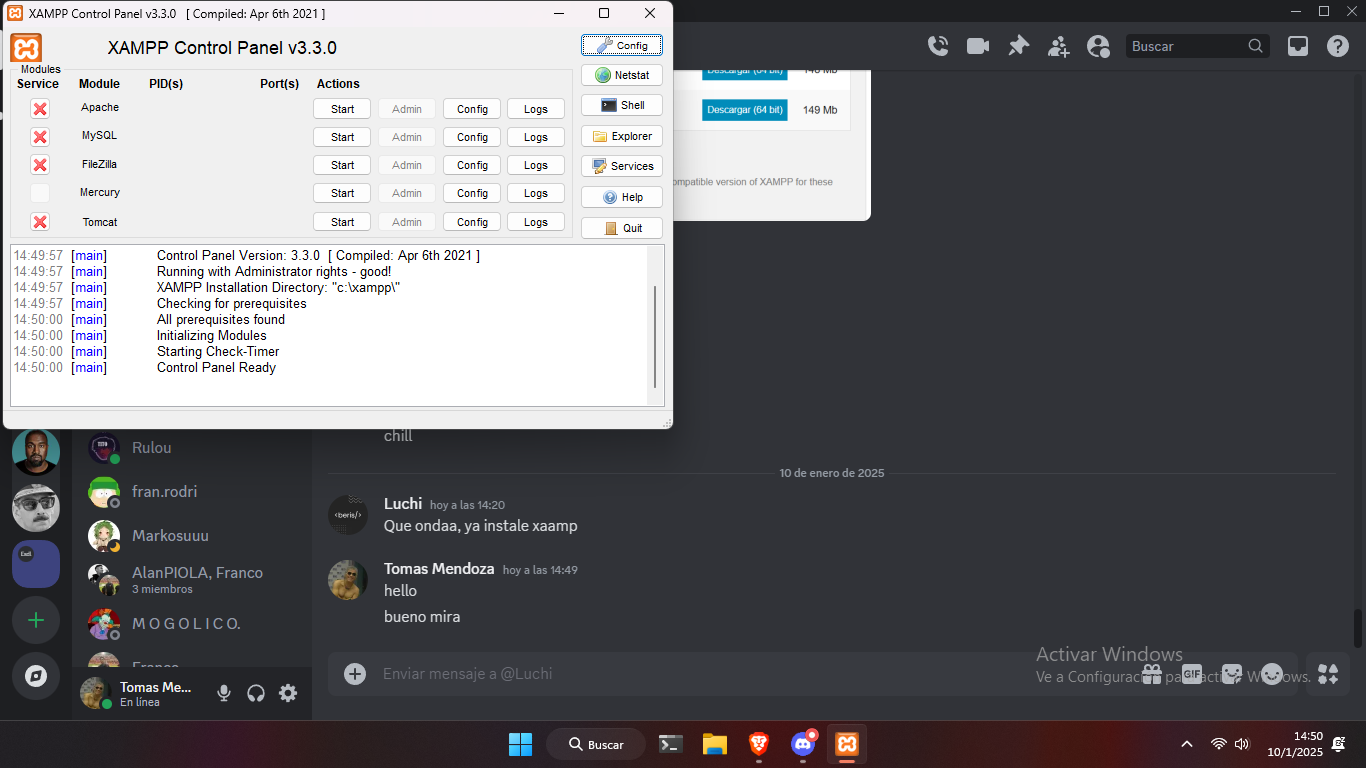 XAMPP Control Panel v3.3.0 [ Compiled: Apr 6th 2021 ]
XAMPP Control Panel v3.3.0
Config
Modules
Service Module PID(s) Port(s) Actions
Netstat
Apache Start Admin Config Logs
Shell
MySQL Start Admin Config Logs
Explorer
FileZilla Start Admin Config Logs
Services
Mercury Start Admin Config Logs
Help
Tomcat Start Admin Config Logs
Quit
14:49:57 [main] Control Panel Version: 3.3.0 [ Compiled: Apr 6th 2021 ]
14:49:57 [main] Running with Administrator rights - good!
14:49:57 [main] XAMPP Installation Directory: "c:\xampp\"
14:49:57 [main] Checking for prerequisites
14:50:00 [main] All prerequisites found
14:50:00 [main] Initializing Modules
14:50:00 [main] Starting Check-Timer
14:50:00 [main] Control Panel Ready
Buscar
Descargar (64 bit) 148 Mb
Descargar (64 bit) 149 Mb
ompatible version of XAMPP for these
Rulou
fran.rodri
Markosuuu
AlanPIOLA, Franco
3 miembros
M O G O L I C O.
Franco
Tomas Me...
En línea
chill
10 de enero de 2025
<beris/>
Luchi hoy a las 14:20
Que ondaa, ya instale xaamp
Tomas Mendoza hoy a las 14:49
hello
bueno mira
Enviar mensaje a @Luchi
GIF
Activar Windows
Ve a Configuración para activar Windows.
Buscar
14:50
10/1/2025